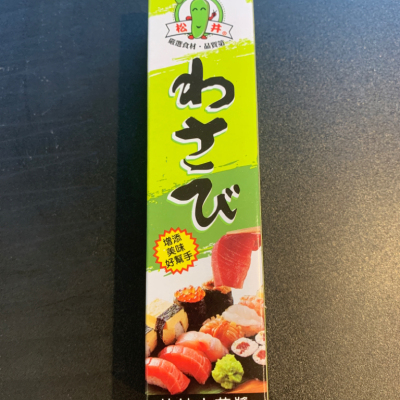 松井®
嚴選食材・品質第一
わさび
增添
美味
好幫手